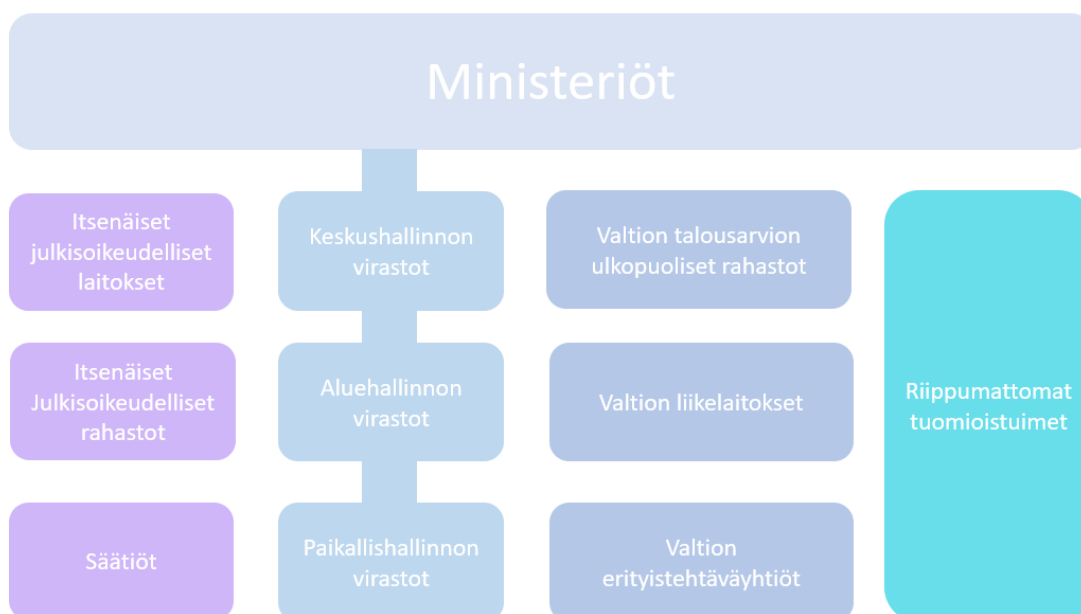 Ministeriöt
Itsenäiset
julkisoikeudelliset
laitokset
Keskushallinnon
virastot
Valtion talousarvion
ulkopuoliset rahastot
Itsenäiset
Julkisoikeudelliset
rahastot
Aluehallinnon
virastot
Valtion liikelaitokset
Riippumattomat
tuomioistuimet
Säätiöt
Paikallishallinnon
virastot
Valtion
erityistehtäväyhtiöt